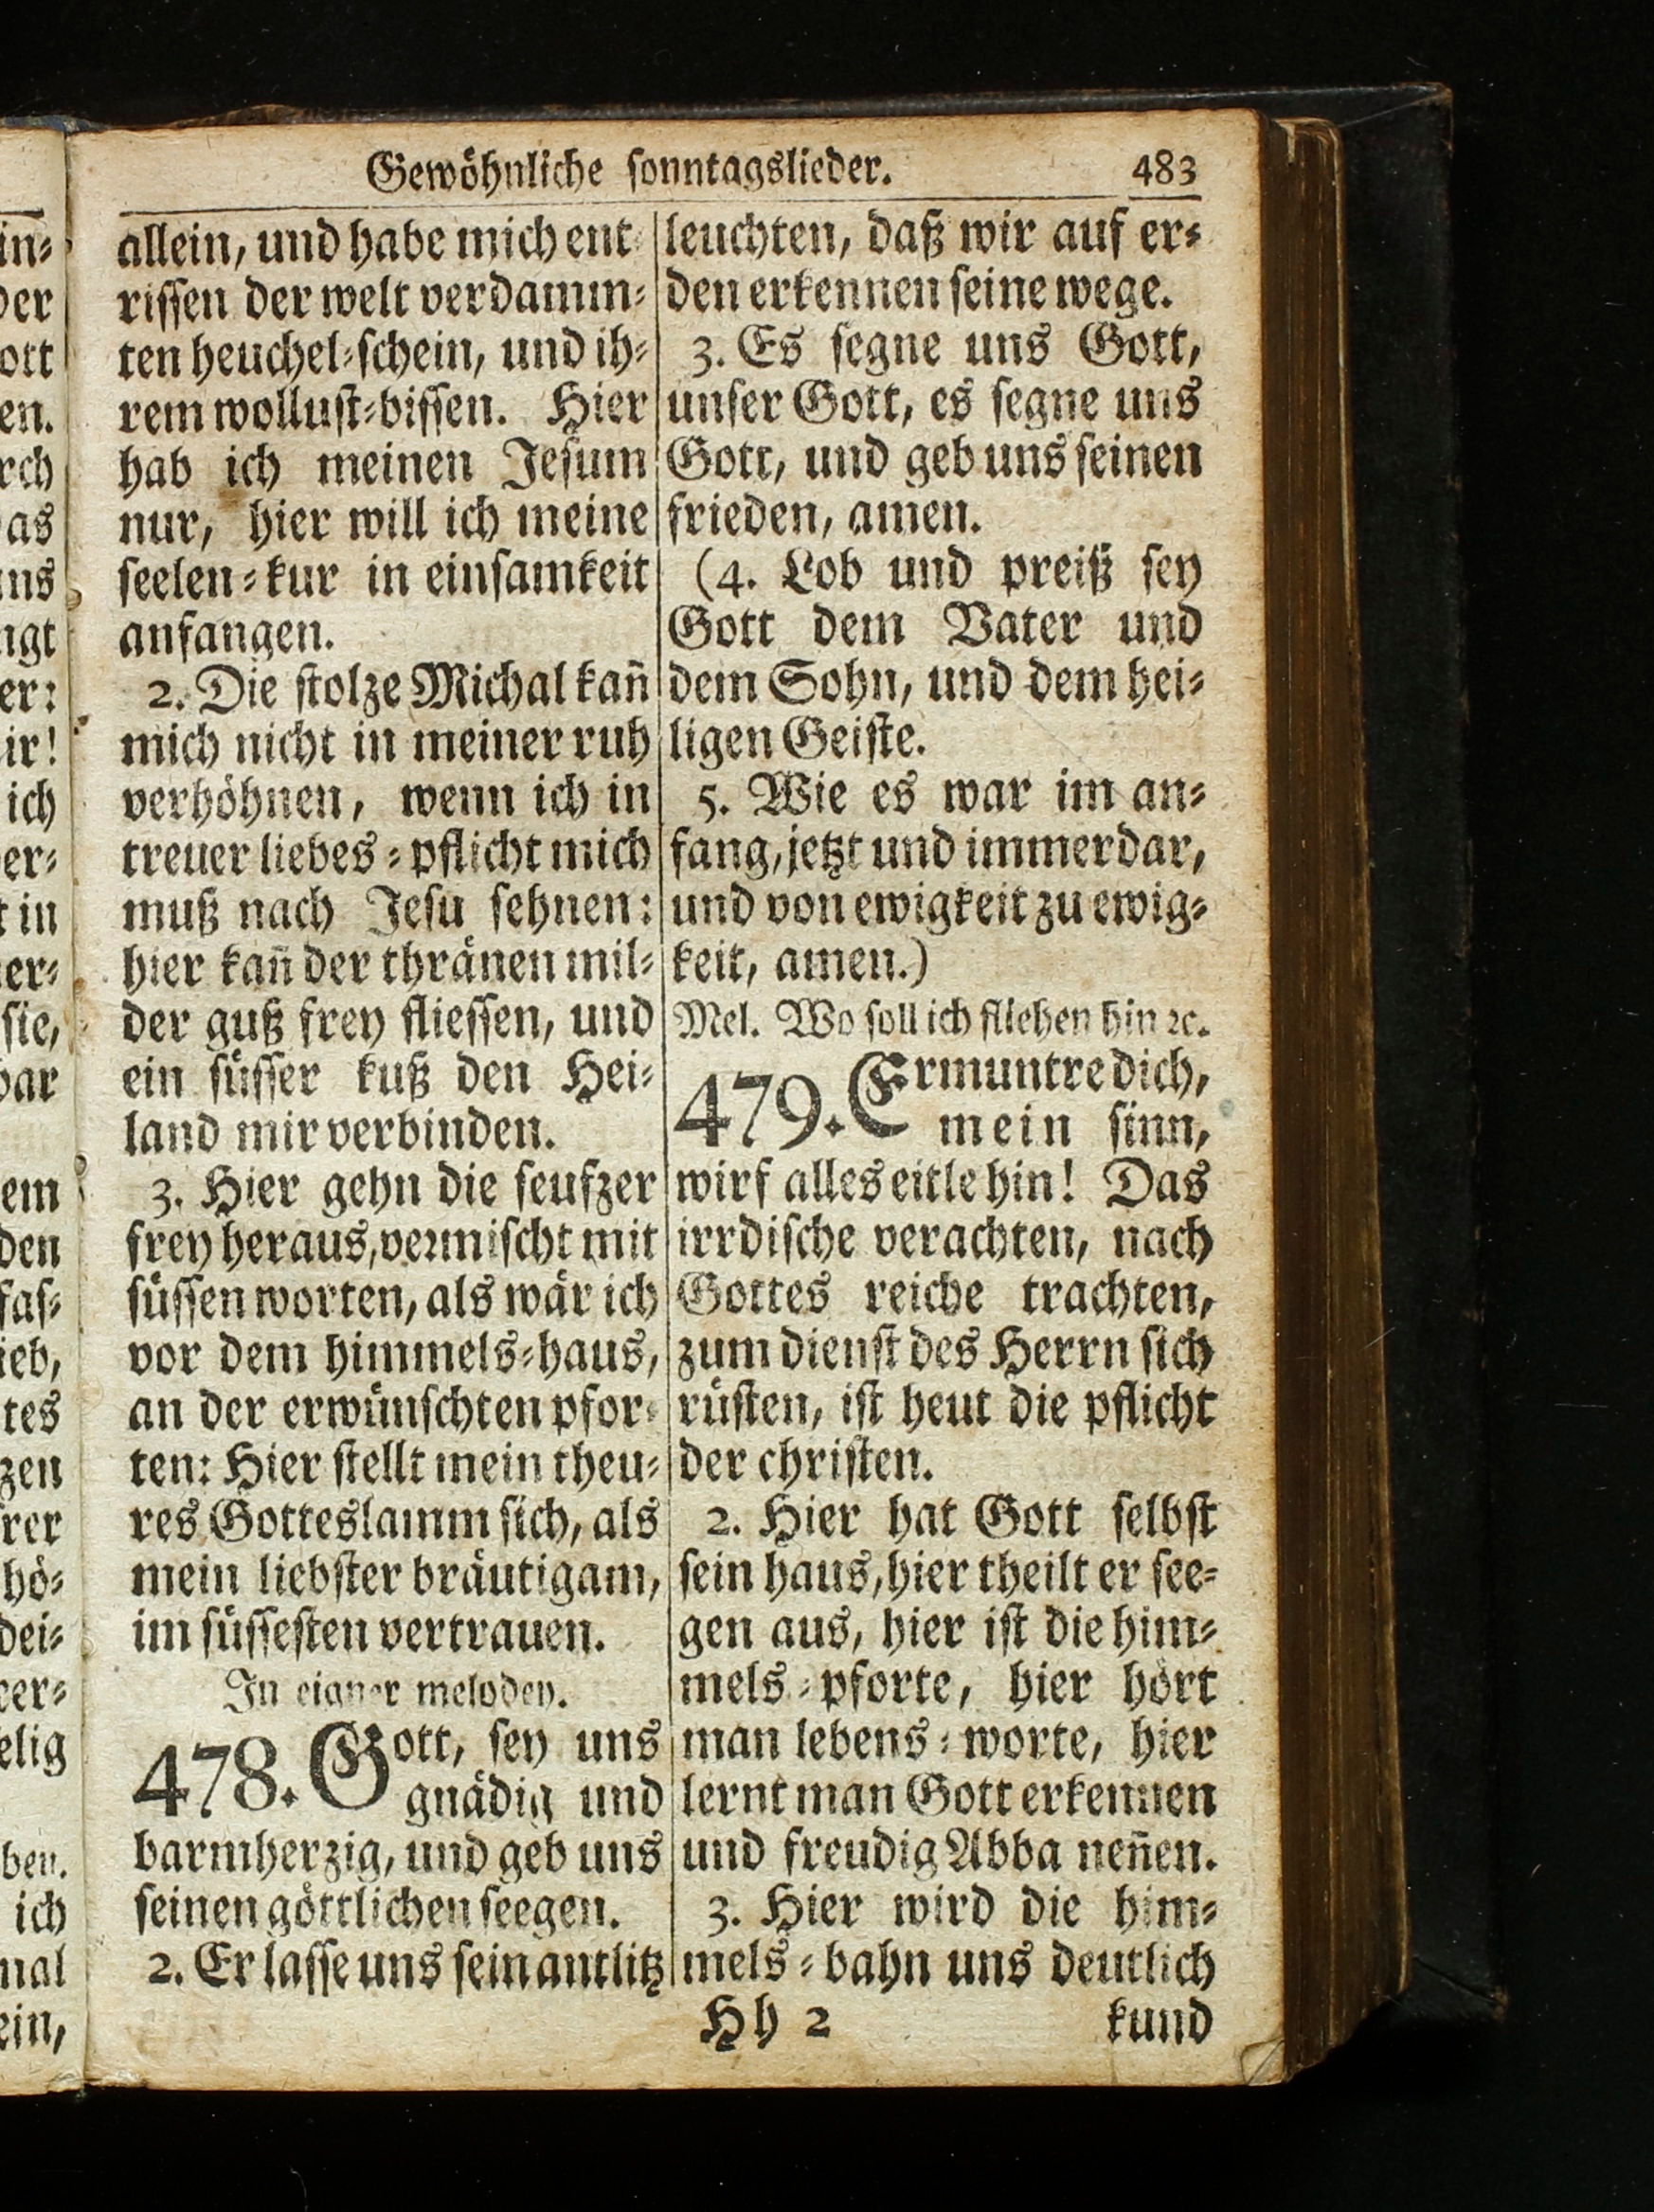 Gewöhnliche sonntagslieder. 483
allein, und habe mich ent-
rissen der welt verdamm-
ten heuchel-schein, und ih-
rem wollust-bissen. Hier
hab ich meinen Jesum
nur, hier will ich meine
seelen-kur in einsamkeit
anfangen.
2. Die stolze Michal kan̄
mich nicht in meiner ruh
verhöhnen, wenn ich in
treuer liebes-pflicht mich
muß nach Jesu sehnen:
hier kan̄ der thränen mil-
der guß frey fliessen, und
ein süsser kuß den Hei-
land mir verbinden.
3. Hier gehn die seufzer
frey heraus, vermischt mit
süssen worten, als wär ich
vor dem himmels-haus,
an der erwünschten pfor-
ten: Hier stellt mein theu-
res Gotteslamm sich, als
mein liebster bräutigam,
im süssesten vertrauen.
In eigner melodey.
478. Gott, sey uns
gnädig und
barmherzig, und geb uns
seinen göttlichen seegen.
2. Er lasse uns sein antlitz
leuchten, daß wir auf er-
den erkennen seine wege.
3. Es segne uns Gott,
unser Gott, es segne uns
Gott, und geb uns seinen
frieden, amen.
(4. Lob und preiß sey
Gott dem Vater und
dem Sohn, und dem hei-
ligen Geiste.
5. Wie es war im an-
fang, jetzt und immerdar,
und von ewigkeit zu ewig-
keit, amen.)
Mel. Wo soll ich fliehen hin ꝛc.
479. Ermuntre dich,
mein sinn,
wirf alles eitle hin! Das
irrdische verachten, nach
Gottes reiche trachten,
zum dienst des Herrn sich
rüsten, ist heut die pflicht
der christen.
2. Hier hat Gott selbst
sein haus, hier theilt er see-
gen aus, hier ist die him-
mels-pforte, hier hört
man lebens-worte, hier
lernt man Gott erkennen
und freudig Abba nen̄en.
3. Hier wird die him-
mels-bahn uns deutlich
Hh 2 kund